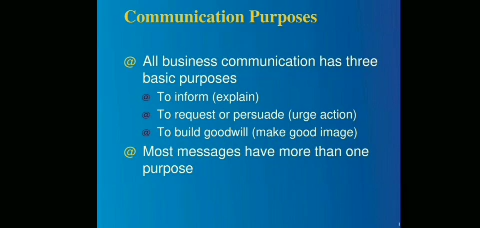 Communication Purposes
@ All business communication has three
basic purposes
@ To inform (explain)
@ To request or persuade (urge action)
@ To build goodwill (make good image)
@ Most messages have more than one
purpose